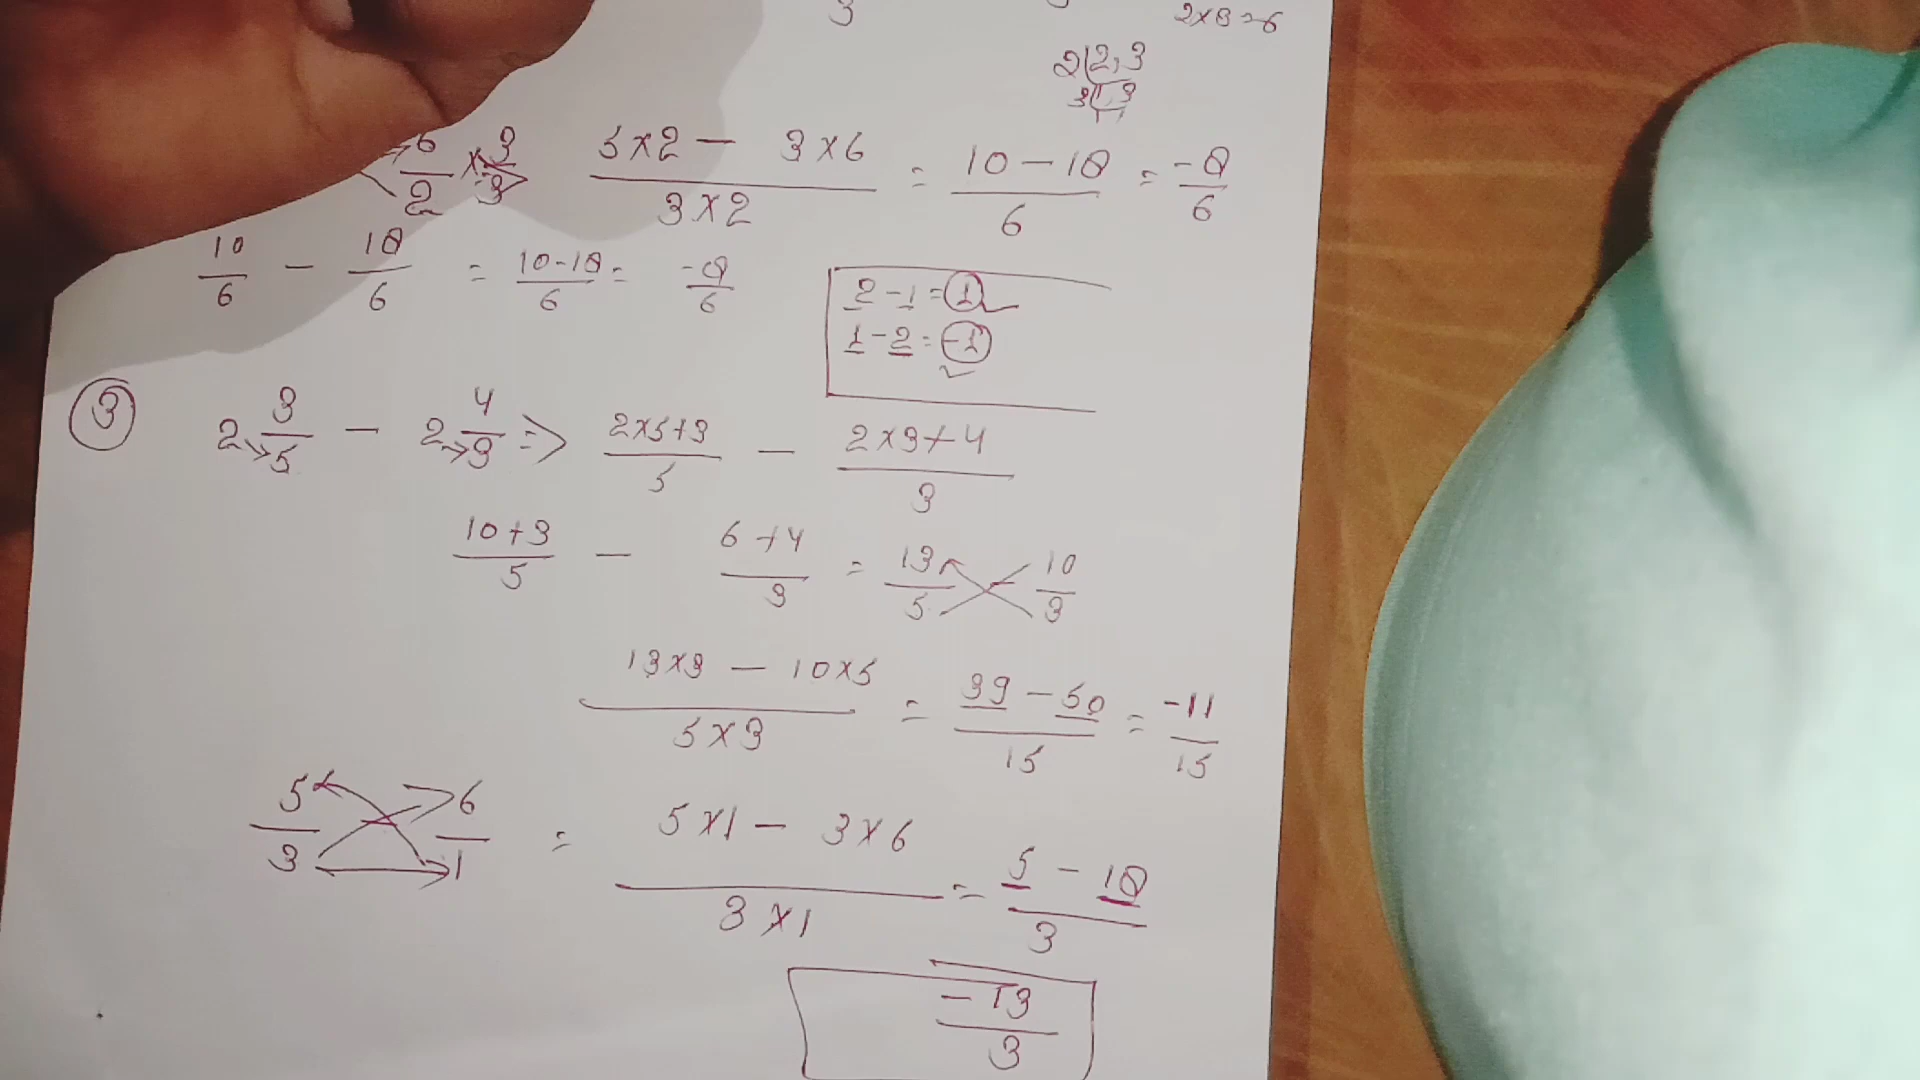 3
2×3=6
2|2,3
3|1,3
1,1
6/2 × 3/3 (5×2 - 3×6)/(3×2) = (10-18)/6 = -8/6
10/6 - 18/6 = (10-18)/6 = -8/6
2-1=1
1-2=-1
3 2 3/5 - 2 4/3 => (2×5+3)/5 - (2×3+4)/3
(10+3)/5 - (6+4)/3 = 13/5 - 10/3
(13×3 - 10×5)/(5×3) = (39-50)/15 = -11/15
5/3 - 6/1 = (5×1 - 3×6)/(3×1) = (5-18)/3
-13/3